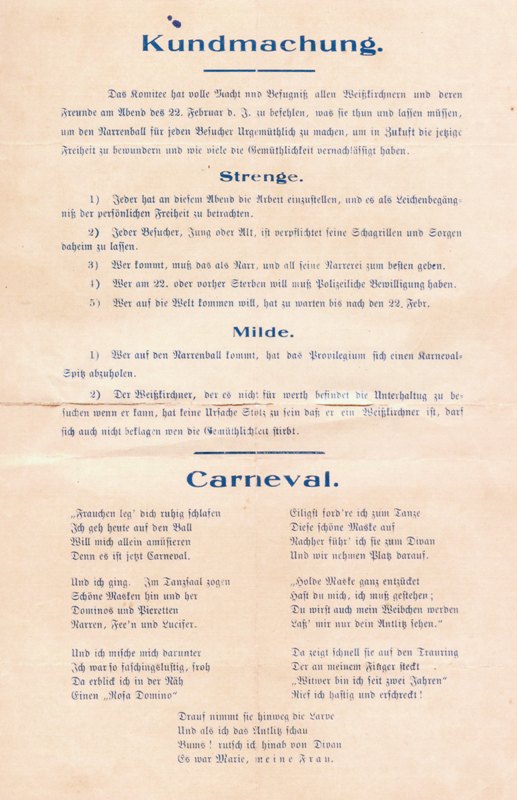 Kundmachung.
Das Komitee hat volle Macht und Befugniß allen Weißkirchnern und deren
Freunde am Abend des 22. Februar d. J. zu befehlen, was sie thun und lassen müssen,
um den Narrenball für jeden Besucher Urgemüthlich zu machen, um in Zukuft die jetzige
Freiheit zu bewundern und wie viele die Gemüthlichkeit vernachlässigt haben.
Strenge.
1) Jeder hat an diesem Abend die Arbeit einzustellen, und es als Leichenbegäng-
niß der persönlichen Freiheit zu betrachten.
2) Jeder Besucher, Jung oder Alt, ist verpflichtet seine Schagrillen und Sorgen
daheim zu lassen.
3) Wer kommt, muß das als Narr, und all seine Narrerei zum besten geben.
4) Wer am 22. oder vorher Sterben will muß Polizeiliche Bewilligung haben.
5) Wer auf die Welt kommen will, hat zu warten bis nach den 22. Febr.
Milde.
1) Wer auf den Narrenball kommt, hat das Provilegium sich einen Karneval-
Spitz abzuholen.
2) Der Weißkirchner, der es nicht für werth befindet die Unterhaltug zu be-
suchen wenn er kann, hat keine Ursache Stolz zu sein daß er ein Weißkirchner ist, darf
sich auch nicht beklagen wen die Gemüthlichkeit stirbt.
Carneval.
„Frauchen leg' dich ruhig schlafen
Ich geh heute auf den Ball
Will mich allein amüsieren
Denn es ist jetzt Carneval.
Und ich ging. Im Tanzsaal zogen
Schöne Masken hin und her
Dominos und Pieretten
Narren, Fee'n und Lucifer.
Und ich mische mich darunter
Ich war so faschingslustig, froh
Da erblick ich in der Näh
Einen „Rosa Domino“
Eiligst ford're ich zum Tanze
Diese schöne Maske auf
Nachher führ' ich sie zum Divan
Und wir nehmen Platz darauf.
„Holde Maske ganz entzücket
Hast du mich, ich muß gestehen;
Du wirst auch mein Weibchen werden
Laß' mir nur dein Antlitz sehen.“
Da zeigt schnell sie auf den Trauring
Der an meinem Finger steckt.
„Witwer bin ich seit zwei Jahren“
Rief ich hastig und erschreckt!
Drauf nimmt sie hinweg die Larve
Und als ich das Antlitz schau
Bums! rutsch ich hinab von Divan
Es war Marie, meine Frau.